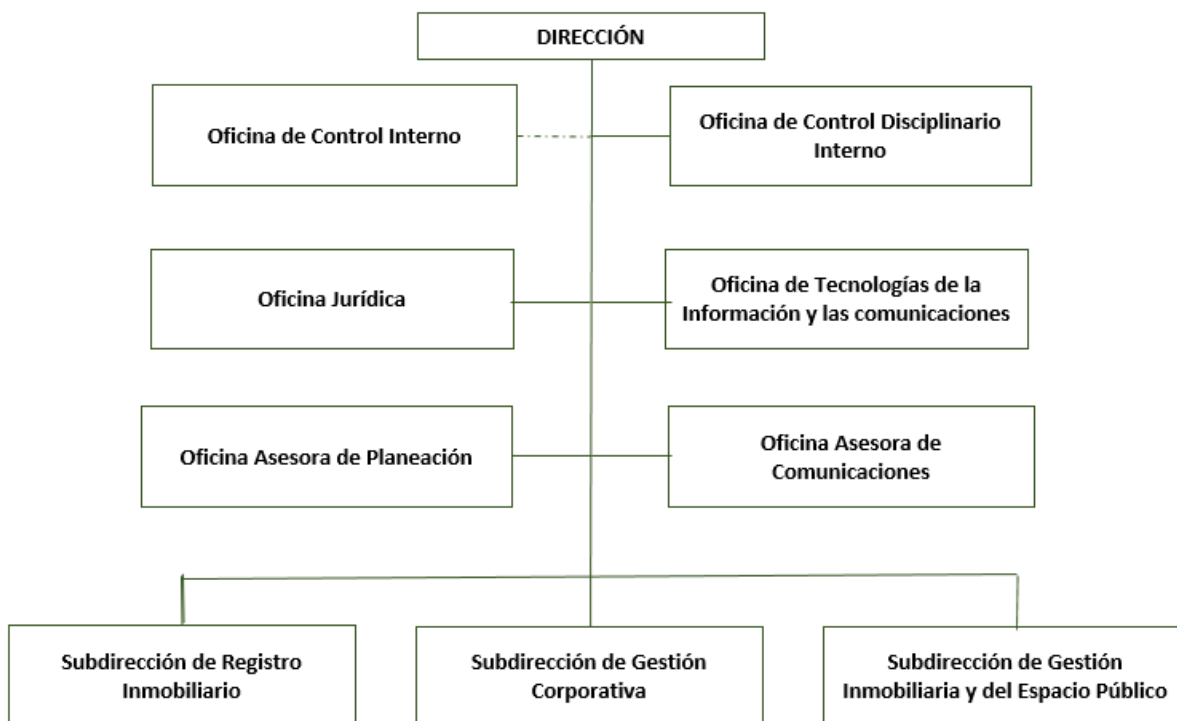 DIRECCIÓN
Oficina de Control Interno
Oficina de Control Disciplinario
Interno
Oficina Jurídica
Oficina de Tecnologías de la
Información y las comunicaciones
Oficina Asesora de Planeación
Oficina Asesora de
Comunicaciones
Subdirección de Registro
Inmobiliario
Subdirección de Gestión
Corporativa
Subdirección de Gestión
Inmobiliaria y del Espacio Público